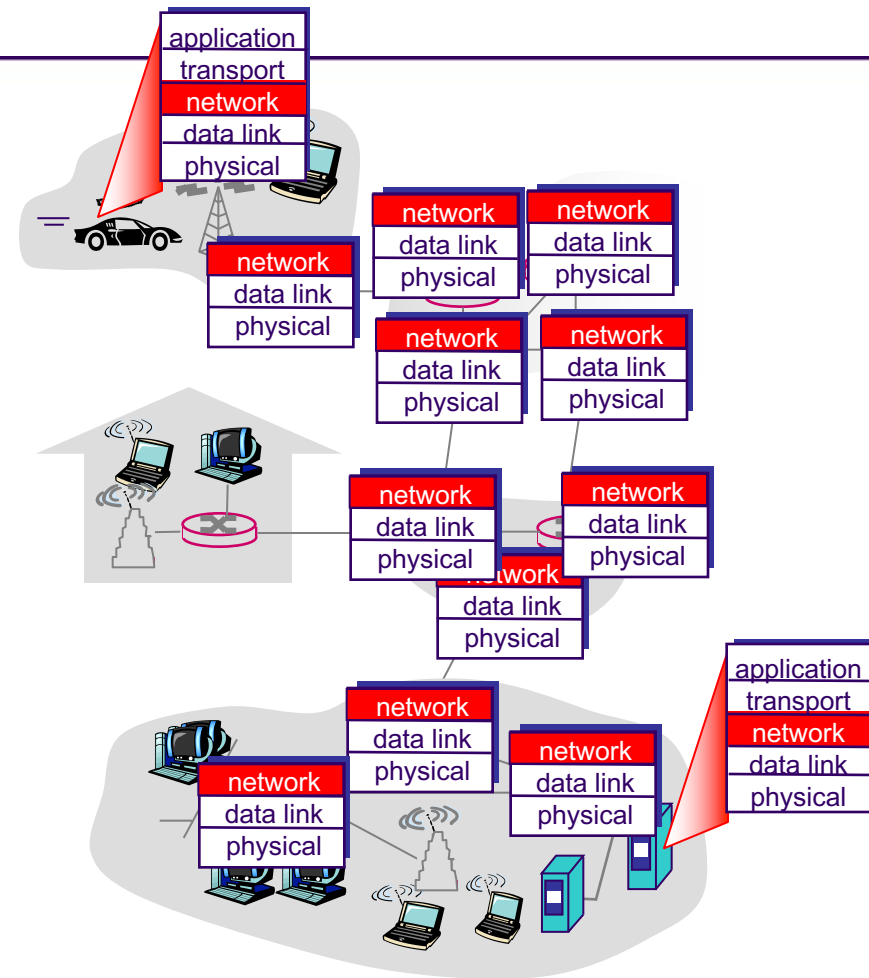 application
transport
network
data link
physical
network
data link
physical
network
data link
physical
network
data link
physical
network
data link
physical
network
data link
physical
network
data link
physical
network
data link
physical
network
data link
physical
network
data link
physical
network
data link
physical
network
data link
physical
application
transport
network
data link
physical